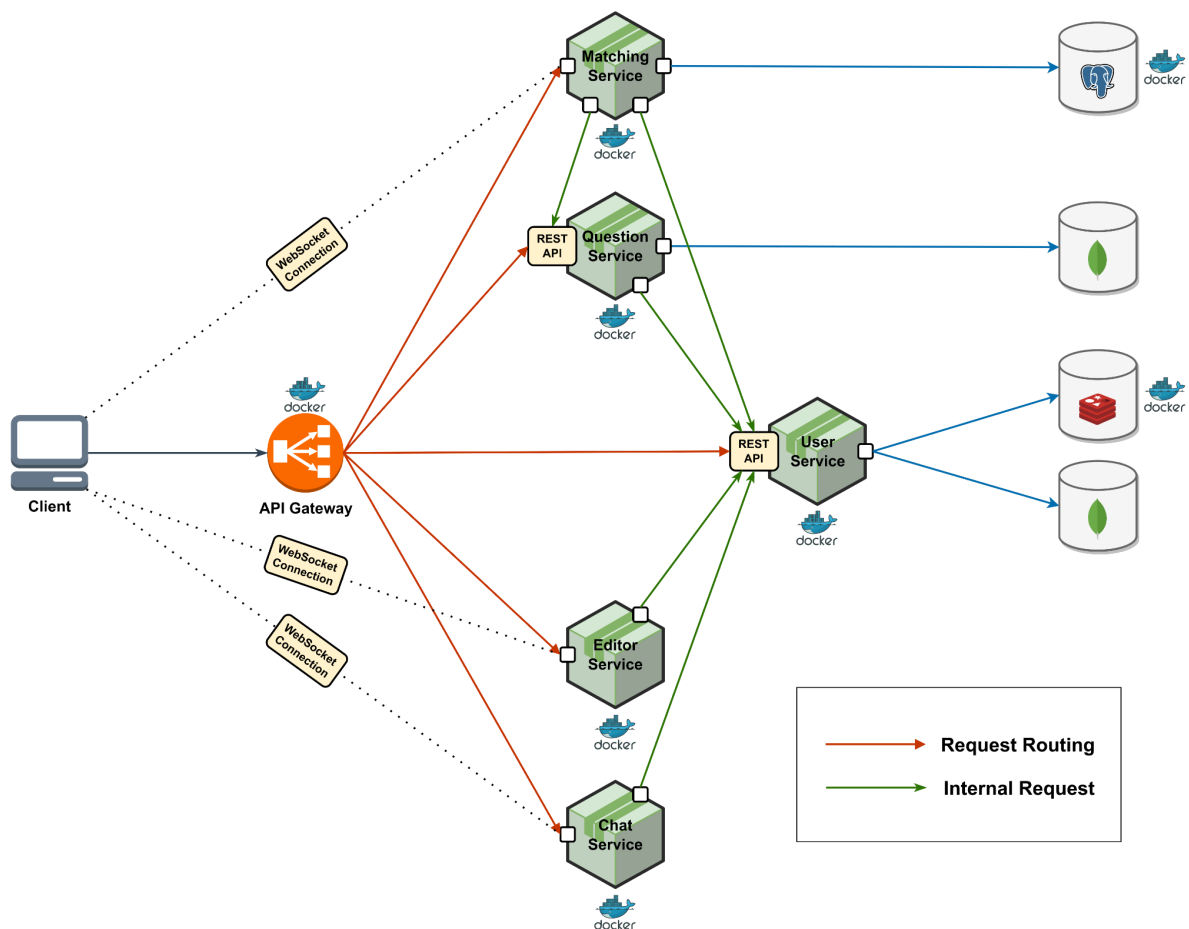 Matching
Service
docker
docker
WebSocket
Connection
REST
API
Question
Service
docker
docker
docker
Client
API Gateway
REST
API
User
Service
docker
WebSocket
Connection
WebSocket
Connection
Editor
Service
docker
Chat
Service
docker
Request Routing
Internal Request